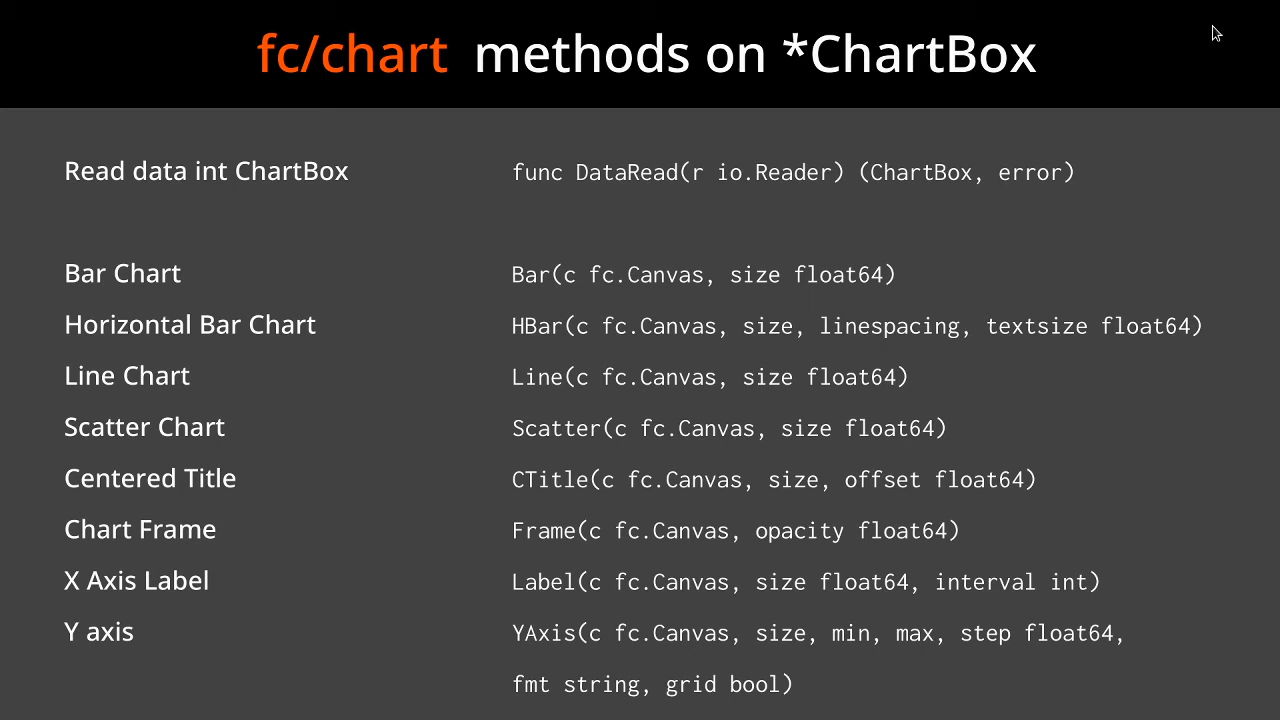 fc/chart methods on *ChartBox
Read data int ChartBox func DataRead(r io.Reader) (ChartBox, error)
Bar Chart Bar(c fc.Canvas, size float64)
Horizontal Bar Chart HBar(c fc.Canvas, size, linespacing, textsize float64)
Line Chart Line(c fc.Canvas, size float64)
Scatter Chart Scatter(c fc.Canvas, size float64)
Centered Title CTitle(c fc.Canvas, size, offset float64)
Chart Frame Frame(c fc.Canvas, opacity float64)
X Axis Label Label(c fc.Canvas, size float64, interval int)
Y axis YAxis(c fc.Canvas, size, min, max, step float64,
fmt string, grid bool)